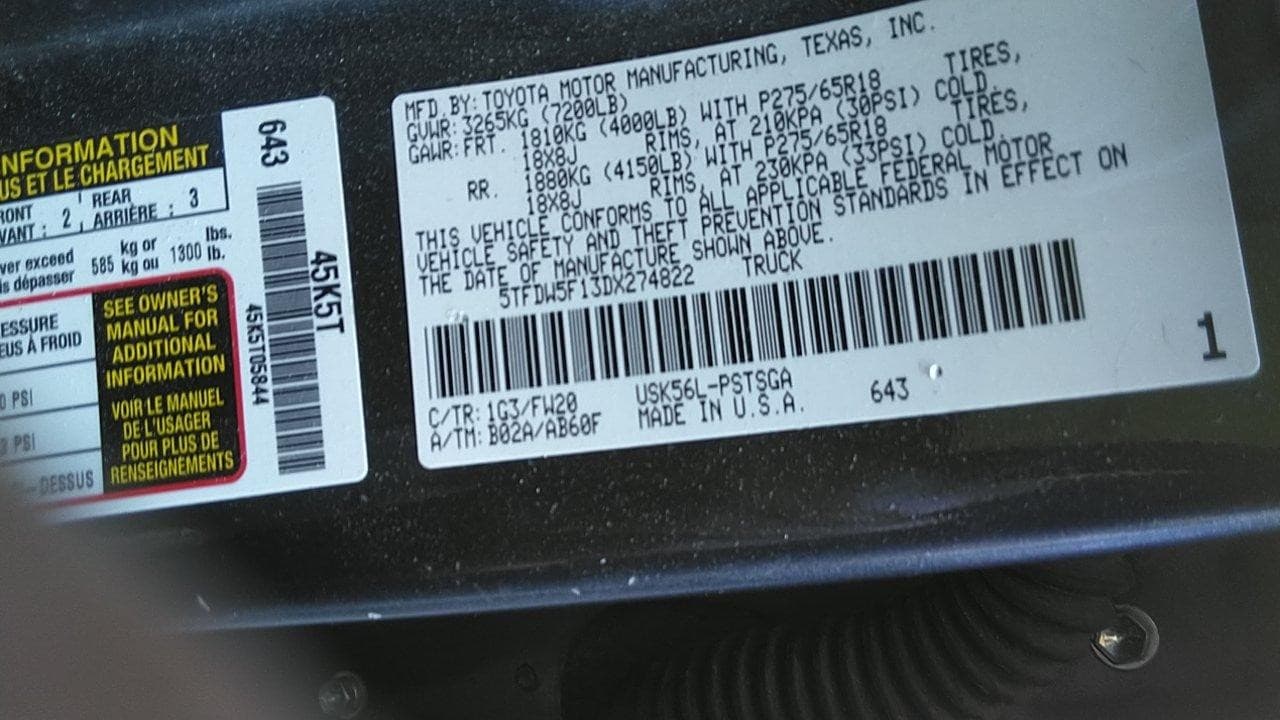 NFORMATION
US ET LE CHARGEMENT
RONT 2 REAR 3
VANT : ARRIÈRE :
ver exceed 585 kg or 1300 lbs.
is dépasser kg ou lb.
ESSURE
EUS À FROID
0 PSI
PSI
DESSUS
SEE OWNER'S
MANUAL FOR
ADDITIONAL
INFORMATION
VOIR LE MANUEL
DE L'USAGER
POUR PLUS DE
RENSEIGNEMENTS
643
45K5T
45K5T05844
MFD. BY: TOYOTA MOTOR MANUFACTURING, TEXAS, INC.
GVWR: 3265KG (7200LB)
GAWR: FRT. 1810KG (4000LB) WITH P275/65R18 TIRES,
18X8J RIMS, AT 210KPA (30PSI) COLD.
RR. 1880KG (4150LB) WITH P275/65R18 TIRES,
18X8J RIMS, AT 230KPA (33PSI) COLD.
THIS VEHICLE CONFORMS TO ALL APPLICABLE FEDERAL MOTOR
VEHICLE SAFETY AND THEFT PREVENTION STANDARDS IN EFFECT ON
THE DATE OF MANUFACTURE SHOWN ABOVE.
5TFDW5F13DX274822 TRUCK
C/TR: 1G3/FW20 USK56L-PSTSGA
A/TM: B02A/AB60F MADE IN U.S.A. 643
1